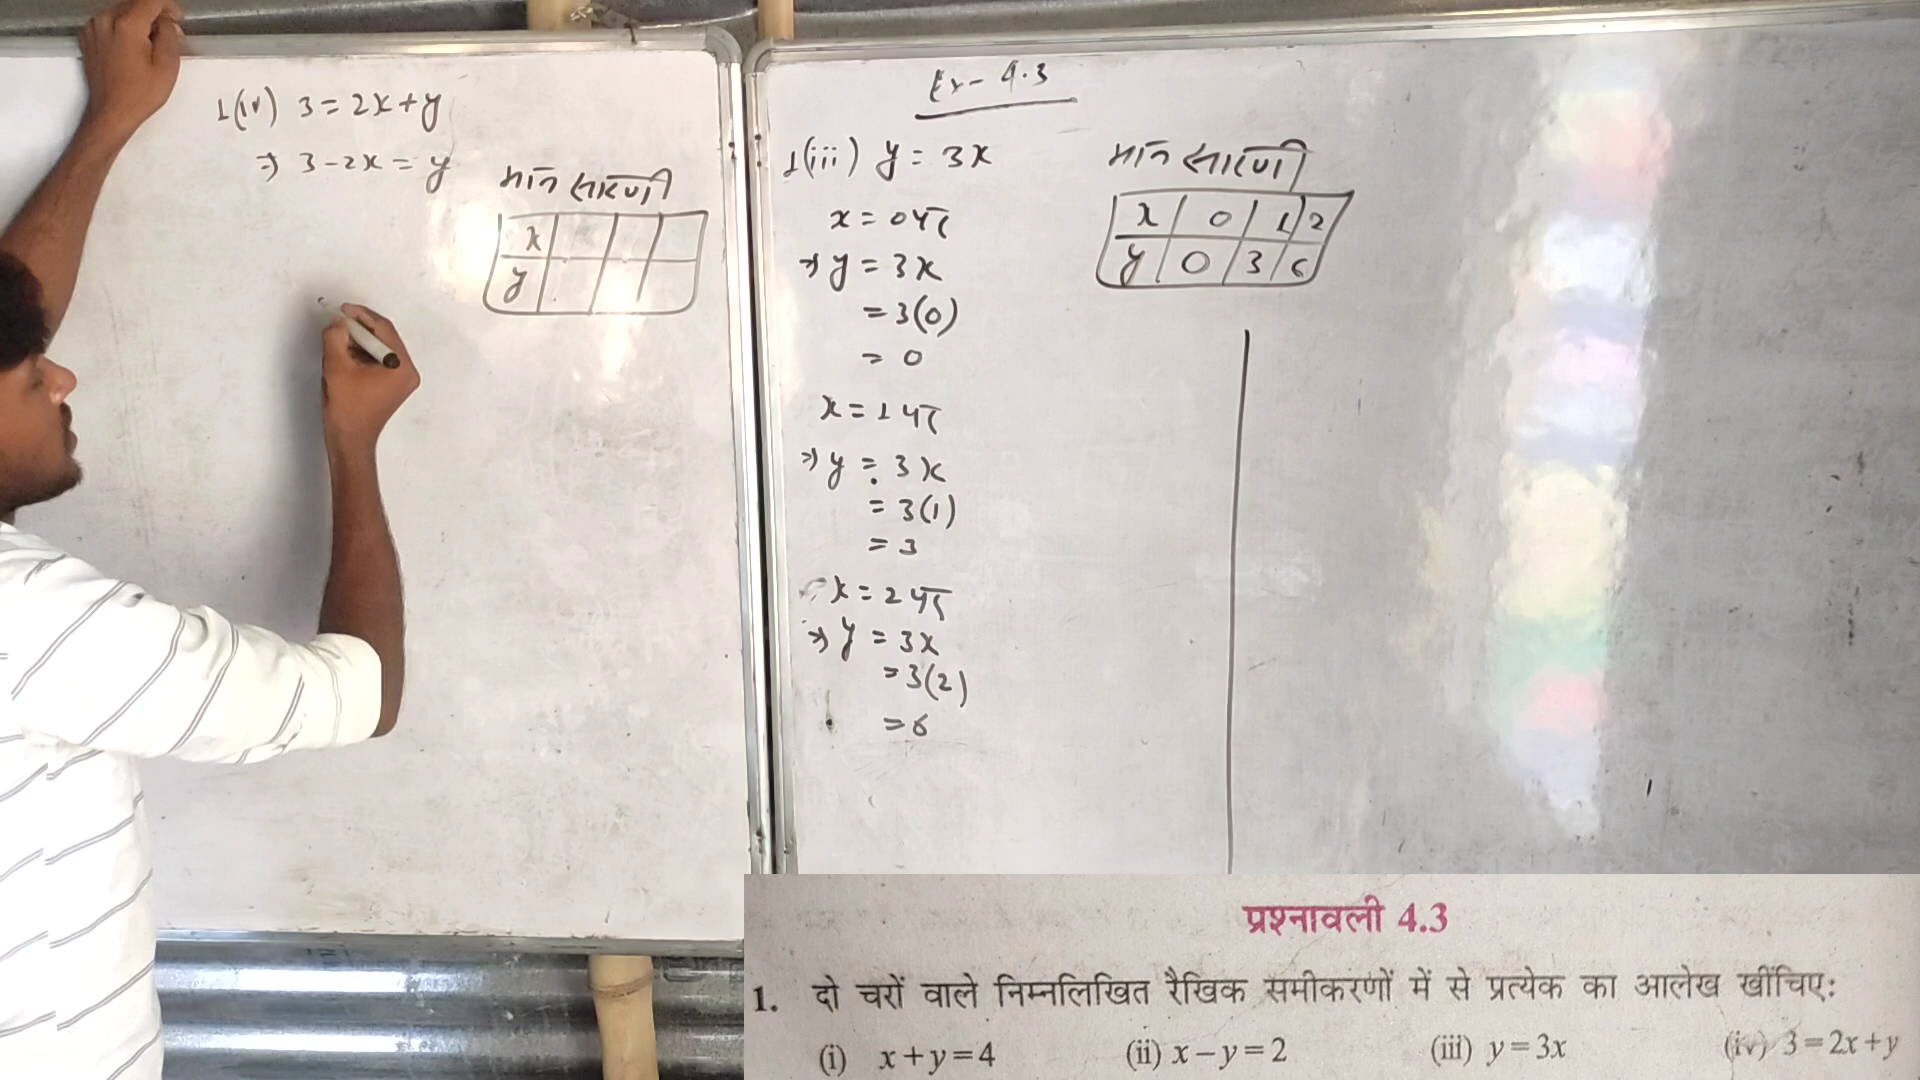 1(iv) 3 = 2x + y
⇒ 3 - 2x = y
मान सारणी
x
y
Ex - 4.3
1(iii) y = 3x
x = 0 पर
⇒ y = 3x
= 3(0)
= 0
x = 1 पर
⇒ y = 3x
= 3(1)
= 3
x = 2 पर
⇒ y = 3x
= 3(2)
= 6
मान सारणी
x 0 1 2
y 0 3 6
प्रश्नावली 4.3
1. दो चरों वाले निम्नलिखित रैखिक समीकरणों में से प्रत्येक का आलेख खींचिए:
(i) x + y = 4 (ii) x – y = 2 (iii) y = 3x (iv) 3 = 2x + y